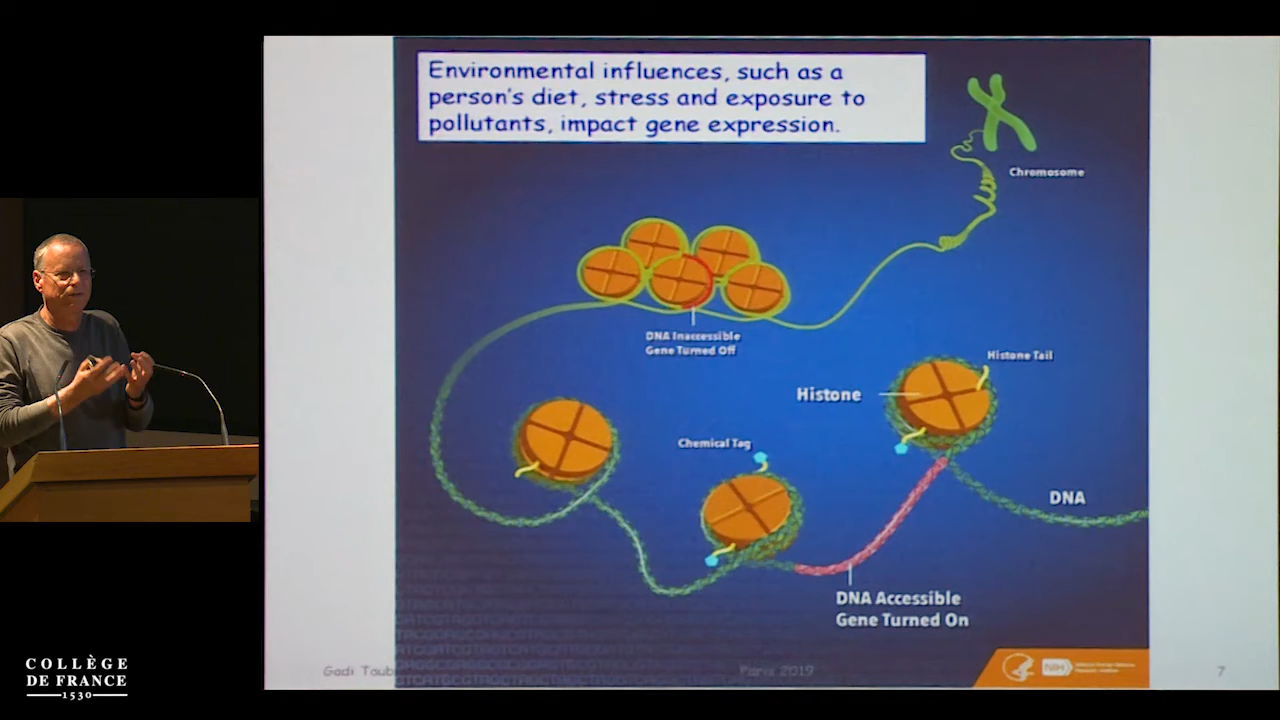 Environmental influences, such as a
person's diet, stress and exposure to
pollutants, impact gene expression.
Chromosome
DNA Inaccessible
Gene Turned Off
Histone Tail
Histone
Chemical Tag
DNA
DNA Accessible
Gene Turned On
Gadi Taub
Paris 2019
7
NIH
COLLÈGE
DE FRANCE
1530